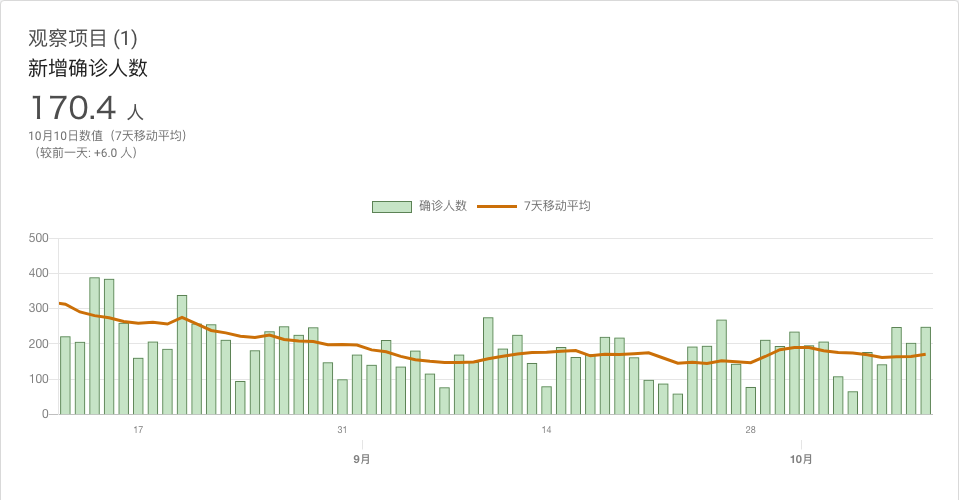 观察项目 (1)
新增确诊人数
170.4 人
10月10日数值（7天移动平均）
（较前一天: +6.0 人）
确诊人数 7天移动平均
500
400
300
200
100
0
17 31 14 28
9月 10月